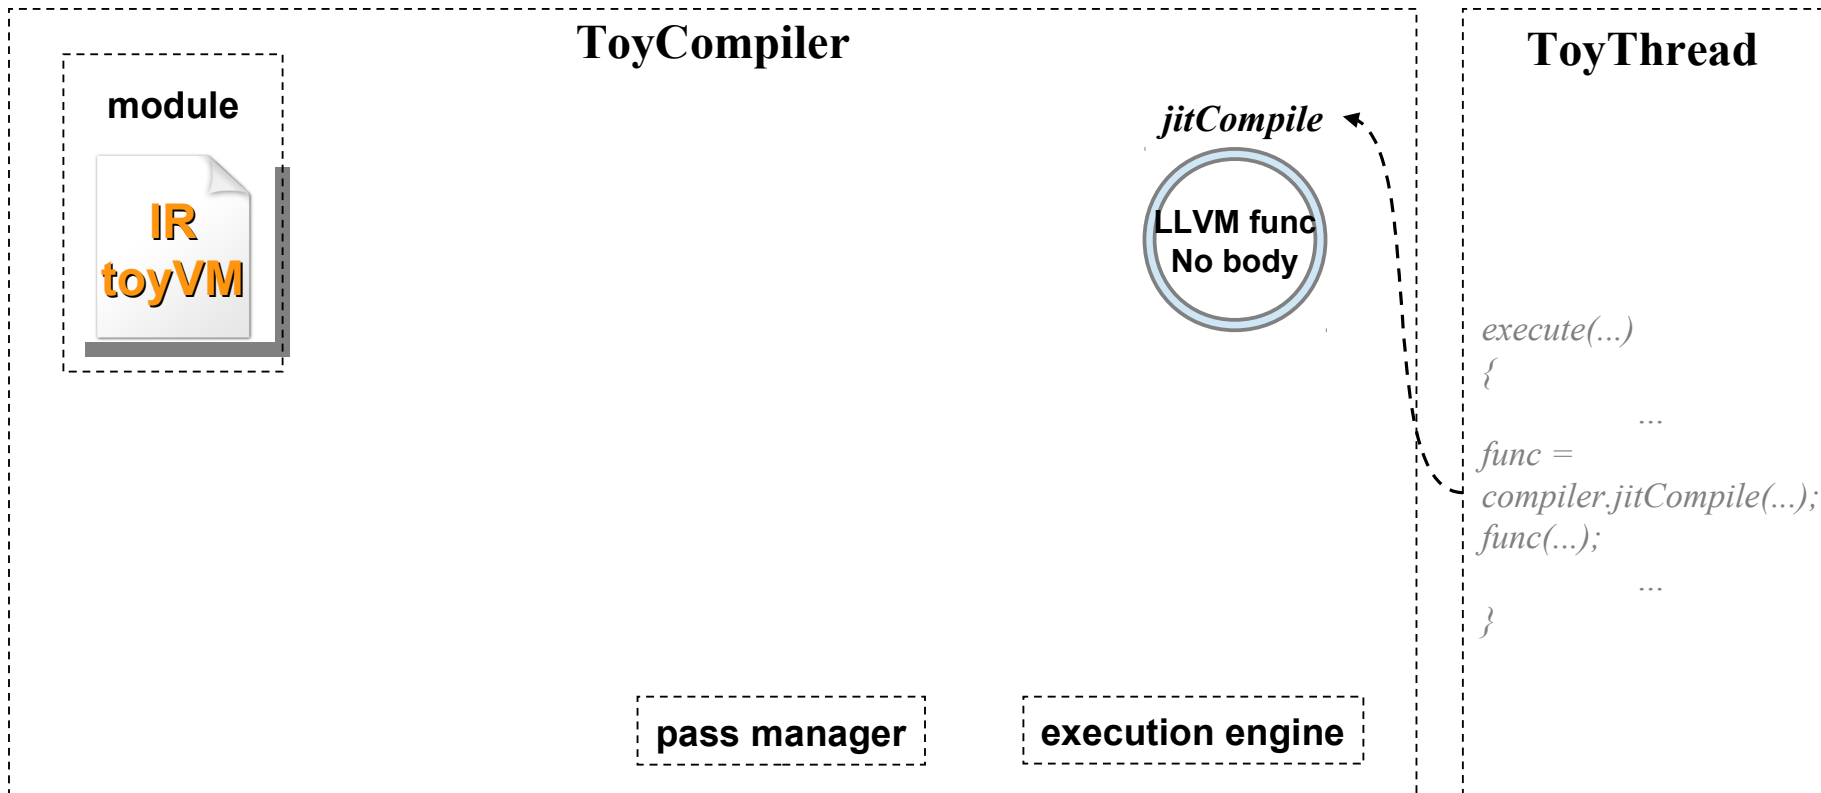 ToyCompiler
module
IR
toyVM
jitCompile
LLVM func
No body
pass manager
execution engine
ToyThread
execute(...)
{
...
func =
compiler.jitCompile(...);
func(...);
...
}